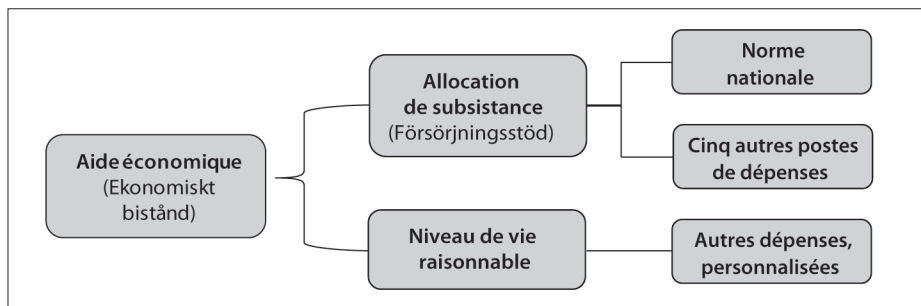 Aide économique
(Ekonomiskt
bistånd)
Allocation
de subsistance
(Försörjningsstöd)
Niveau de vie
raisonnable
Norme
nationale
Cinq autres postes
de dépenses
Autres dépenses,
personnalisées